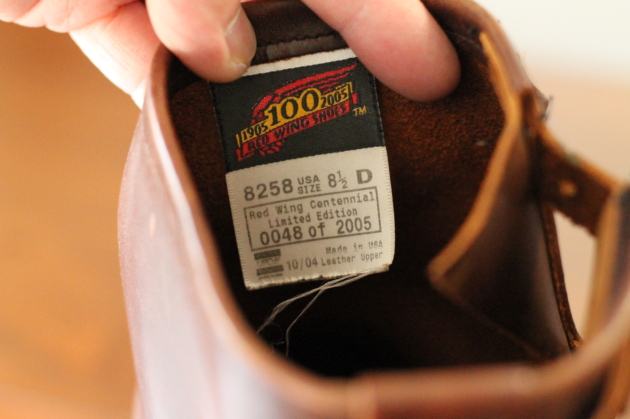 1905 100 2005
RED WING SHOES TM
8258 USA SIZE 8½ D
Red Wing Centennial
Limited Edition
0048 of 2005
Made in USA
10/04 Leather Upper